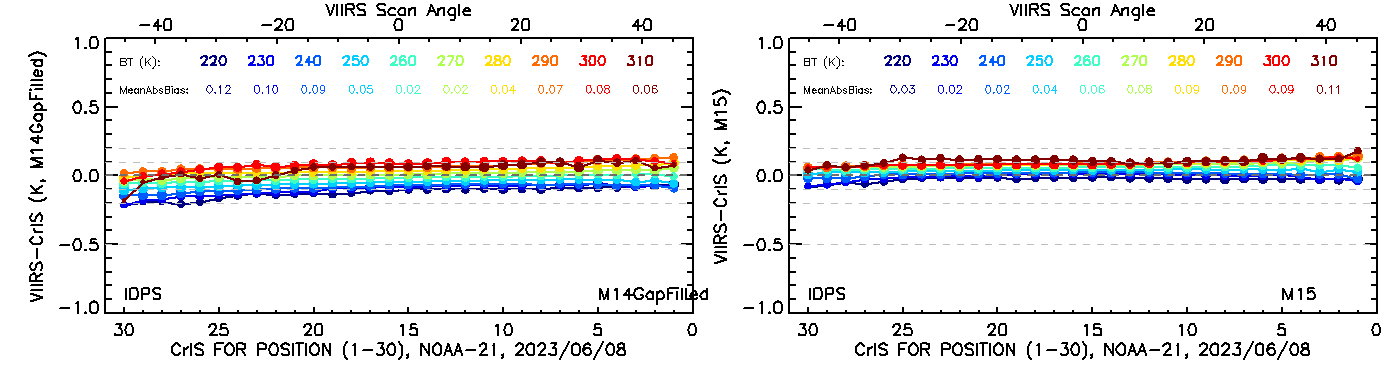 VIIRS Scan Angle
-40 -20 0 20 40
1.0
BT (K): 220 230 240 250 260 270 280 290 300 310
MeanAbsBias: 0.12 0.10 0.09 0.05 0.02 0.02 0.04 0.07 0.08 0.06
0.5
0.0
-0.5
-1.0
VIIRS-CrIS (K, M14GapFilled)
IDPS M14GapFilled
30 25 20 15 10 5 0
CrIS FOR POSITION (1-30), NOAA-21, 2023/06/08
VIIRS Scan Angle
-40 -20 0 20 40
1.0
BT (K): 220 230 240 250 260 270 280 290 300 310
MeanAbsBias: 0.03 0.02 0.02 0.04 0.06 0.08 0.09 0.09 0.09 0.11
0.5
0.0
-0.5
-1.0
VIIRS-CrIS (K, M15)
IDPS M15
30 25 20 15 10 5 0
CrIS FOR POSITION (1-30), NOAA-21, 2023/06/08